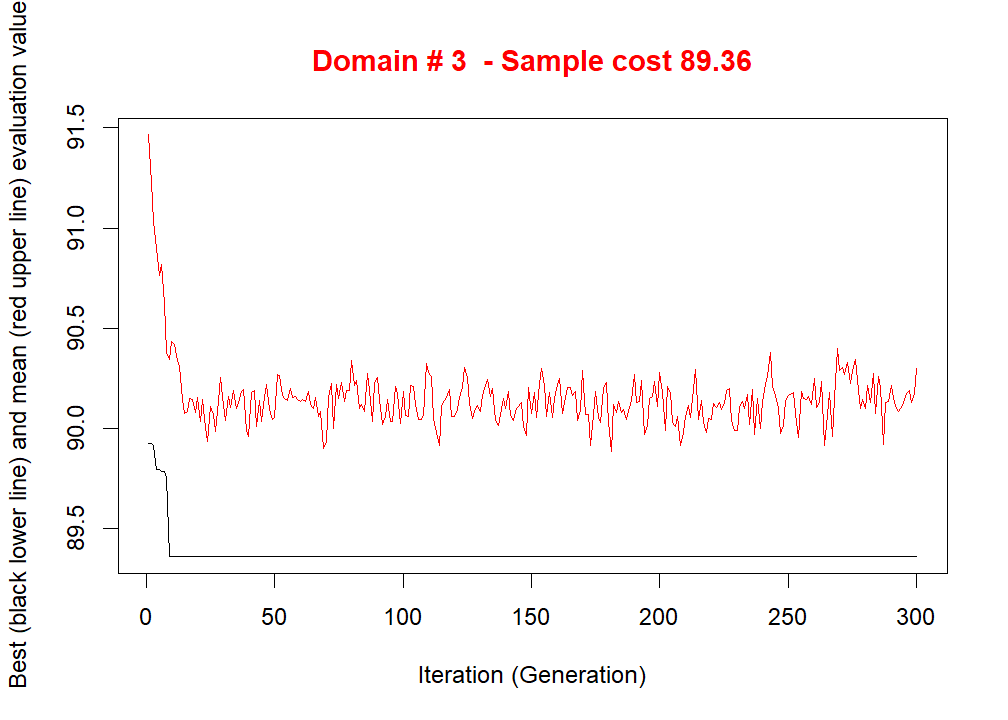 Domain # 3  - Sample cost 89.36
Best (black lower line) and mean (red upper line) evaluation value
91.5
91.0
90.5
90.0
89.5
0 50 100 150 200 250 300
Iteration (Generation)